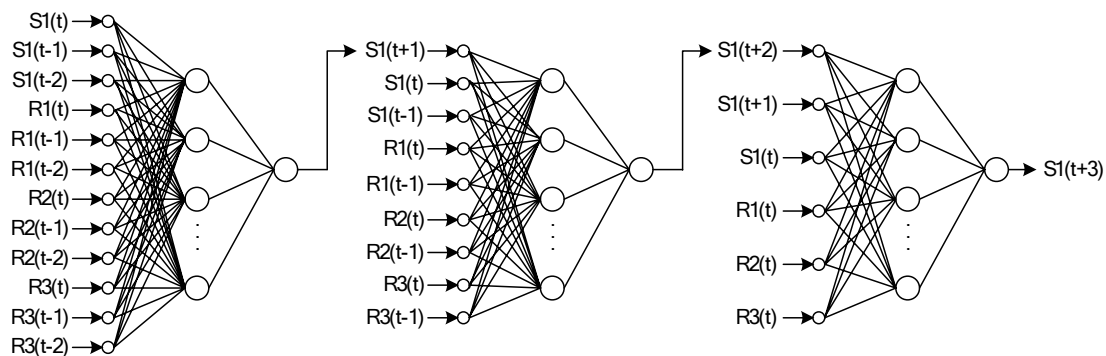 S1(t)
S1(t-1)
S1(t-2)
R1(t)
R1(t-1)
R1(t-2)
R2(t)
R2(t-1)
R2(t-2)
R3(t)
R3(t-1)
R3(t-2)
S1(t+1)
S1(t)
S1(t-1)
R1(t)
R1(t-1)
R2(t)
R2(t-1)
R3(t)
R3(t-1)
S1(t+2)
S1(t+1)
S1(t)
R1(t)
R2(t)
R3(t)
S1(t+3)